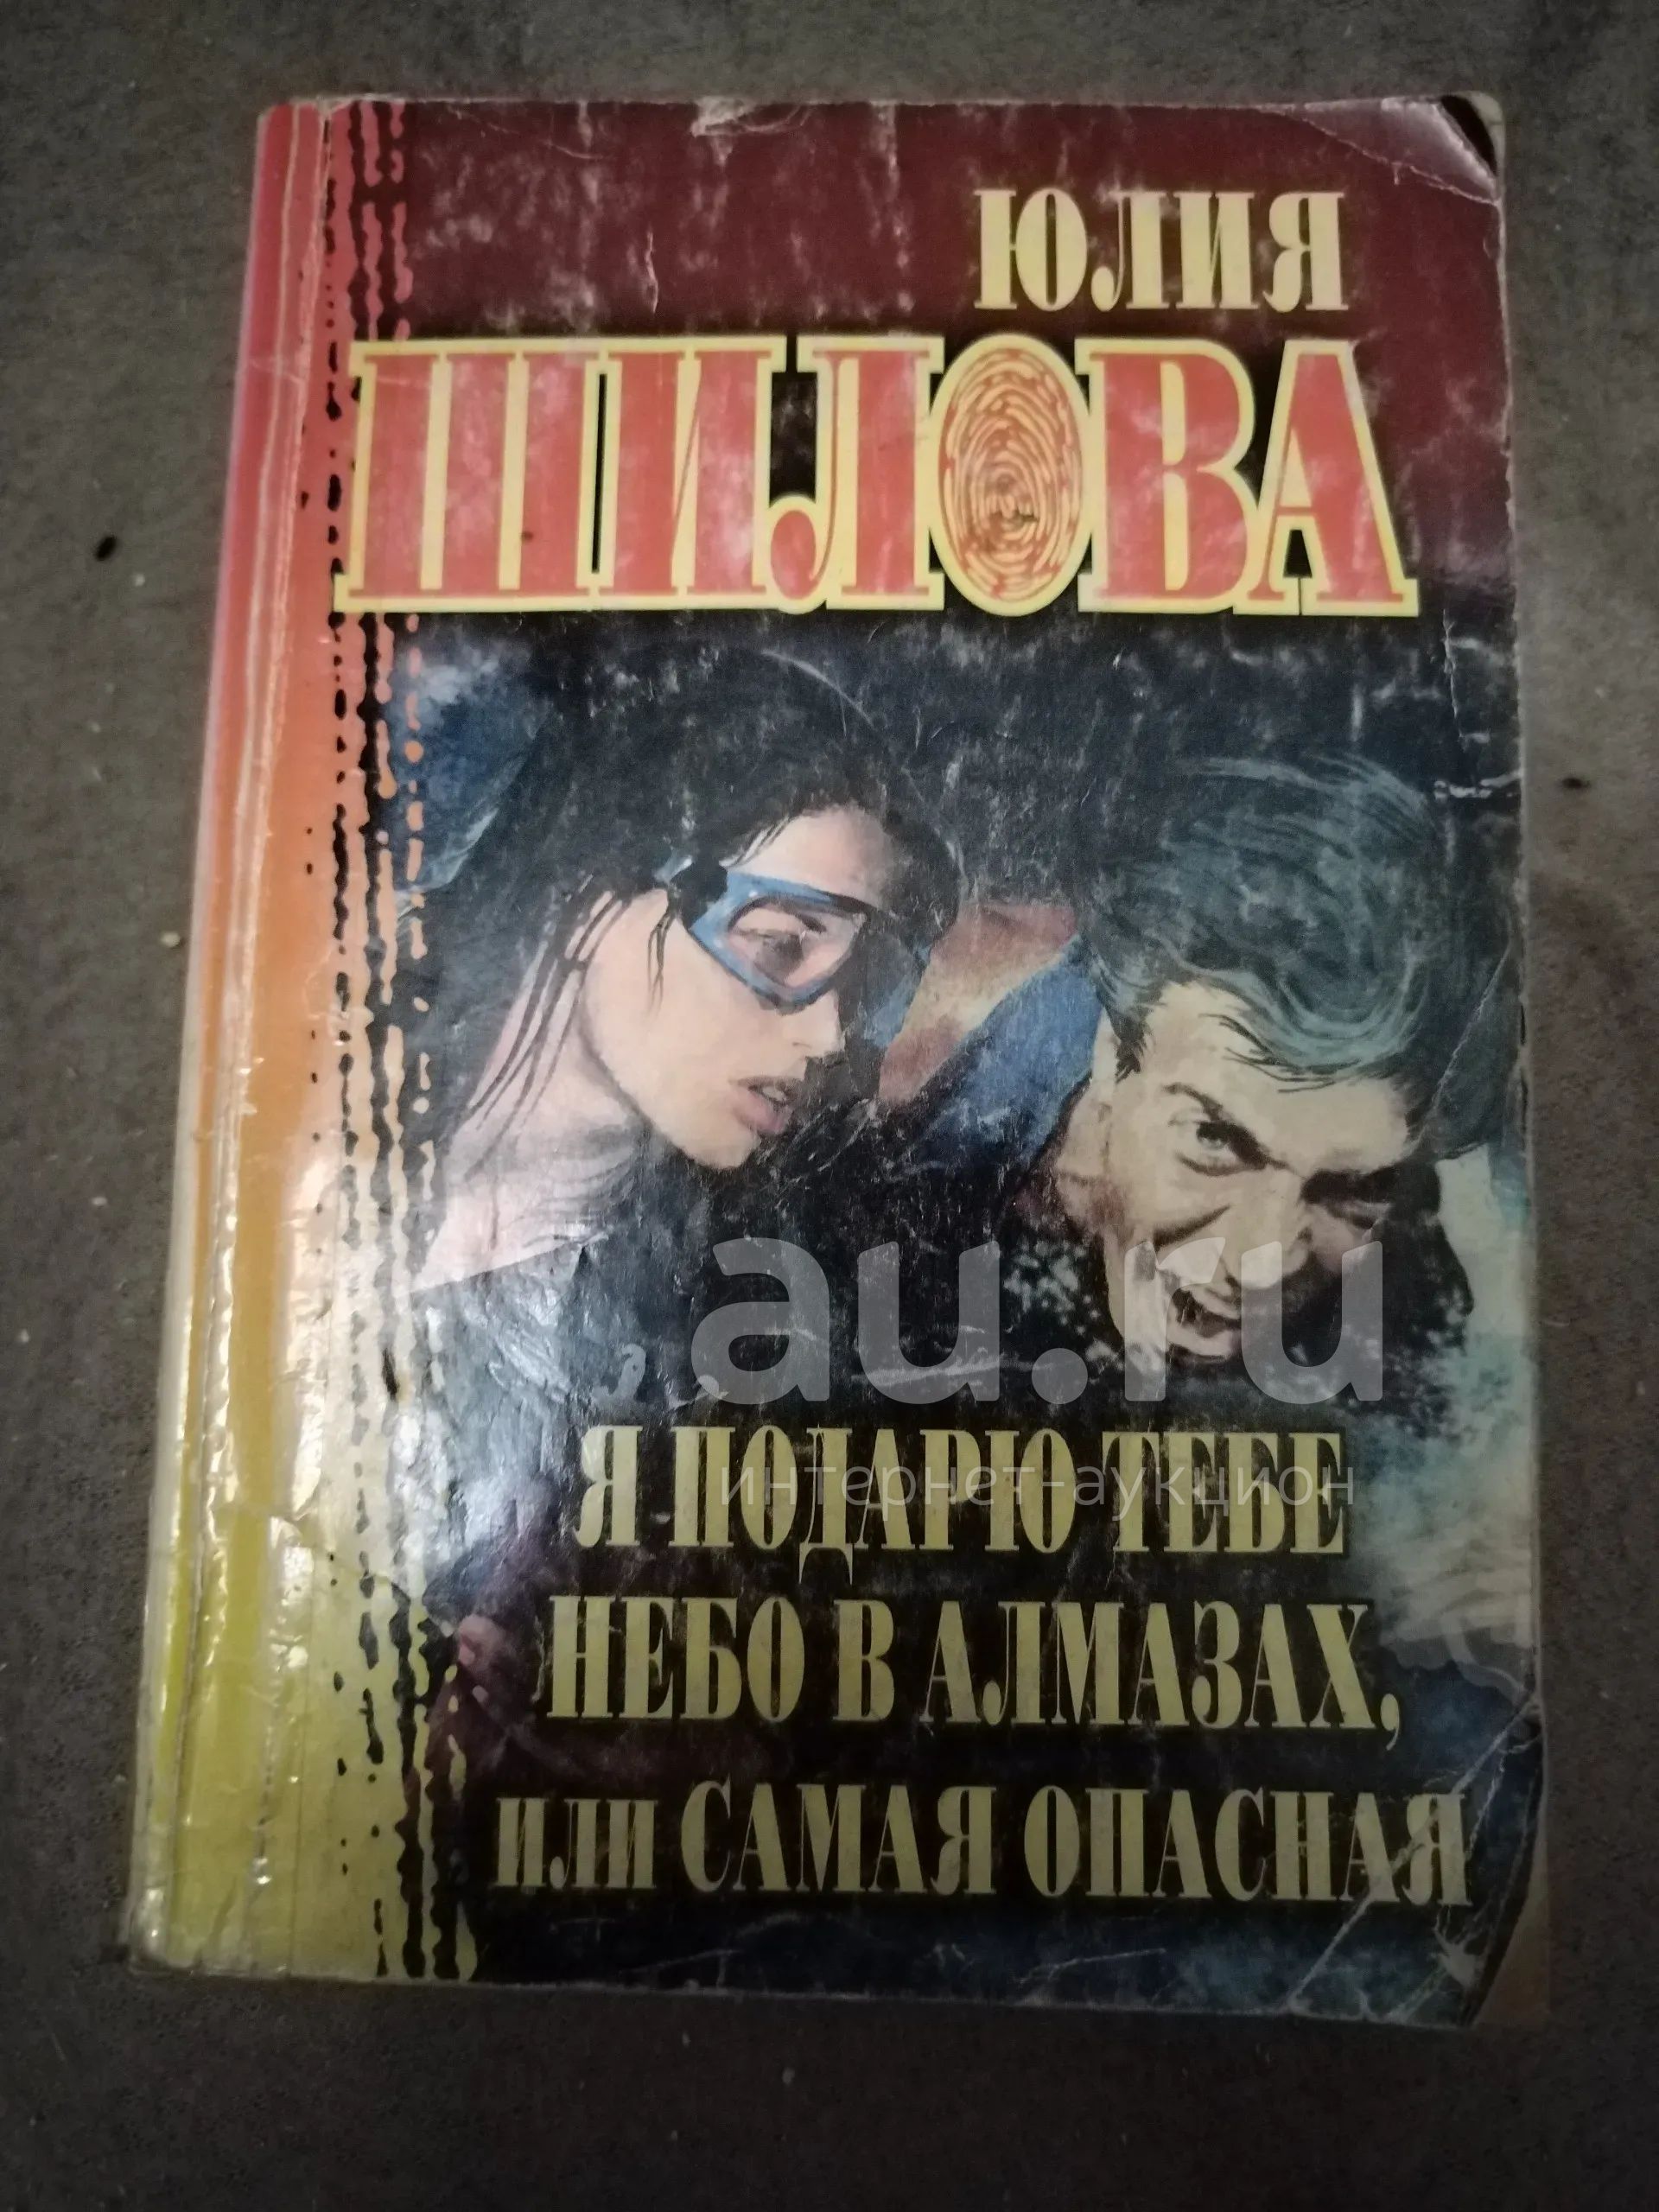 ЮЛИЯ
ШИЛОВА
au.ru
интернет-аукцион
Я ПОДАРЮ ТЕБЕ
НЕБО В АЛМАЗАХ,
ИЛИ САМАЯ ОПАСНАЯ